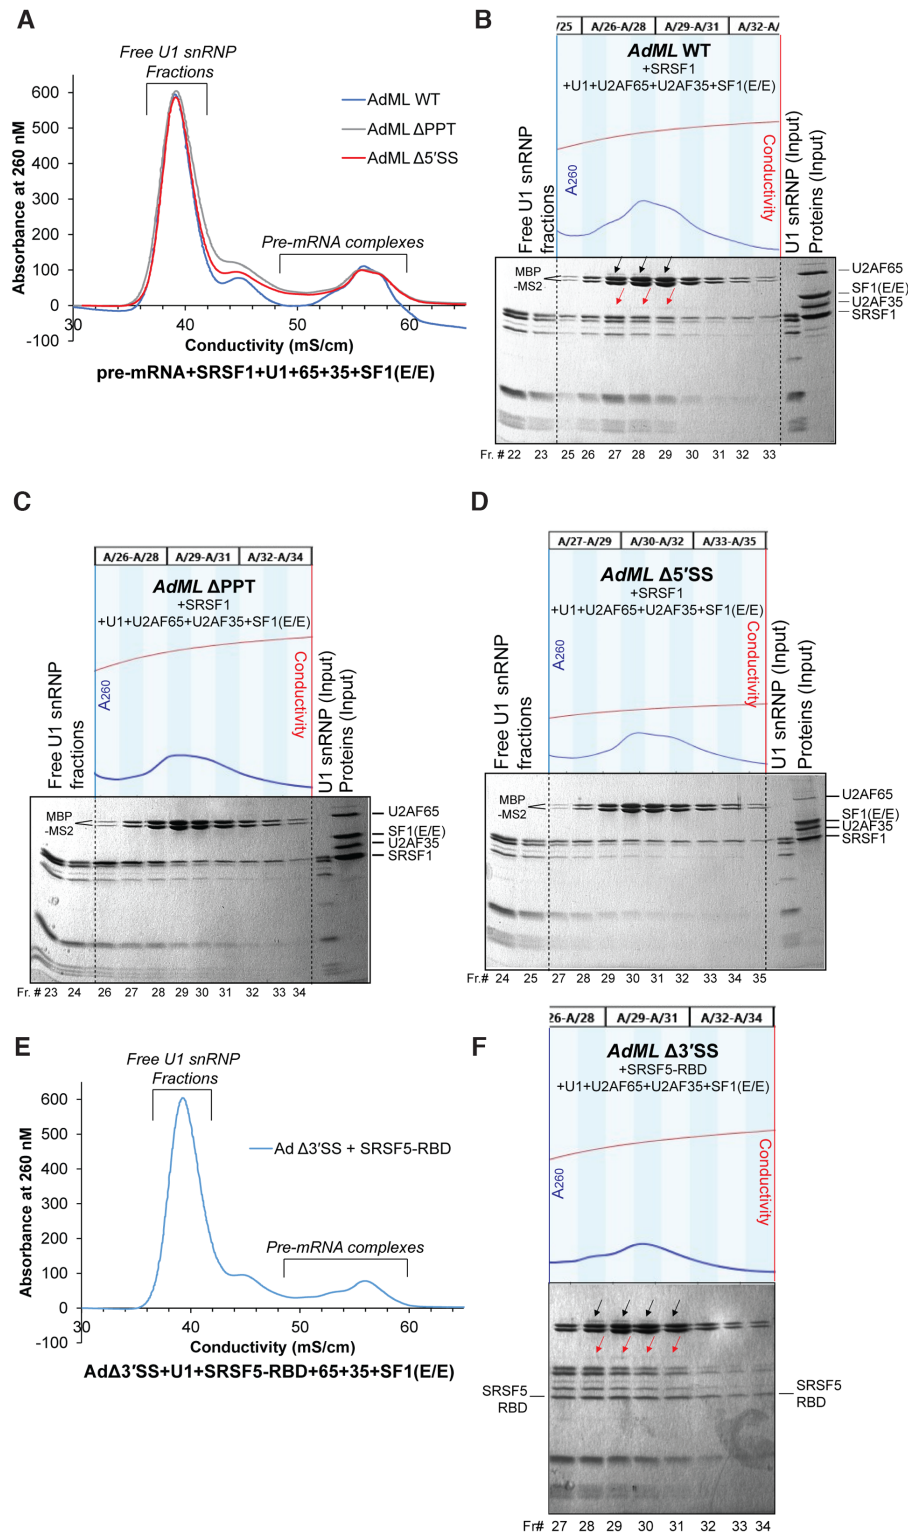 A
Free U1 snRNP
Fractions
AdML WT
AdML ΔPPT
AdML Δ5′SS
Pre-mRNA complexes
Absorbance at 260 nM
600
500
400
300
200
100
0
-100
30
40
50
60
Conductivity (mS/cm)
pre-mRNA+SRSF1+U1+65+35+SF1(E/E)
B
/25
A/26-A/28
A/29-A/31
A/32-A/
AdML WT
+SRSF1
+U1+U2AF65+U2AF35+SF1(E/E)
Free U1 snRNP
fractions
A260
Conductivity
U1 snRNP (Input)
Proteins (Input)
MBP
-MS2
U2AF65
SF1(E/E)
U2AF35
SRSF1
Fr. # 22 23 25 26 27 28 29 30 31 32 33
C
A/26-A/28
A/29-A/31
A/32-A/34
AdML ΔPPT
+SRSF1
+U1+U2AF65+U2AF35+SF1(E/E)
Free U1 snRNP
fractions
A260
Conductivity
U1 snRNP (Input)
Proteins (Input)
MBP
-MS2
U2AF65
SF1(E/E)
U2AF35
SRSF1
Fr. # 23 24 26 27 28 29 30 31 32 33 34
D
A/27-A/29
A/30-A/32
A/33-A/35
AdML Δ5′SS
+SRSF1
+U1+U2AF65+U2AF35+SF1(E/E)
Free U1 snRNP
fractions
A260
Conductivity
U1 snRNP (Input)
Proteins (Input)
MBP
-MS2
U2AF65
SF1(E/E)
U2AF35
SRSF1
Fr.# 24 25 27 28 29 30 31 32 33 34 35
E
Free U1 snRNP
Fractions
Ad Δ3′SS + SRSF5-RBD
Pre-mRNA complexes
Absorbance at 260 nM
600
500
400
300
200
100
0
-100
30
40
50
60
Conductivity (mS/cm)
AdΔ3′SS+U1+SRSF5-RBD+65+35+SF1(E/E)
F
26-A/28
A/29-A/31
A/32-A/34
AdML Δ3′SS
+SRSF5-RBD
+U1+U2AF65+U2AF35+SF1(E/E)
A260
Conductivity
SRSF5
RBD
SRSF5
RBD
Fr# 27 28 29 30 31 32 33 34